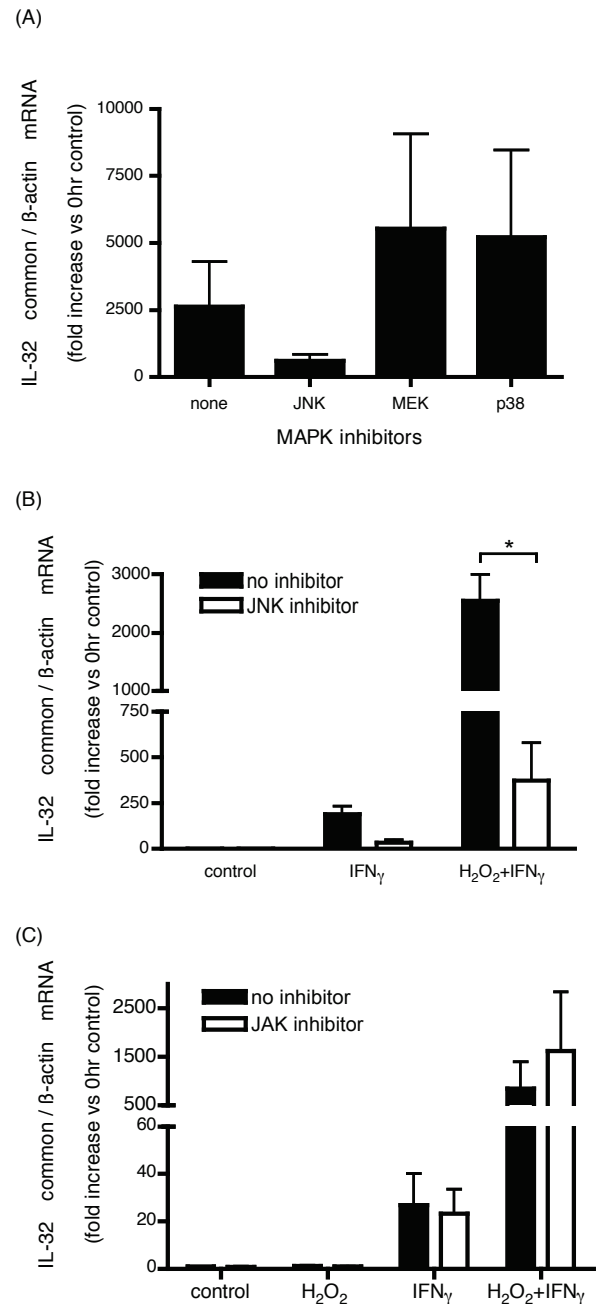 (A)
IL-32 common / ß-actin mRNA
(fold increase vs 0hr control)
10000
7500
5000
2500
0
none JNK MEK p38
MAPK inhibitors
(B)
IL-32 common / ß-actin mRNA
(fold increase vs 0hr control)
*
3000
2000
1000
750
500
250
0
no inhibitor
JNK inhibitor
control IFNγ H₂O₂+IFNγ
(C)
IL-32 common / ß-actin mRNA
(fold increase vs 0hr control)
2500
1500
500
60
40
20
0
no inhibitor
JAK inhibitor
control H₂O₂ IFNγ H₂O₂+IFNγ